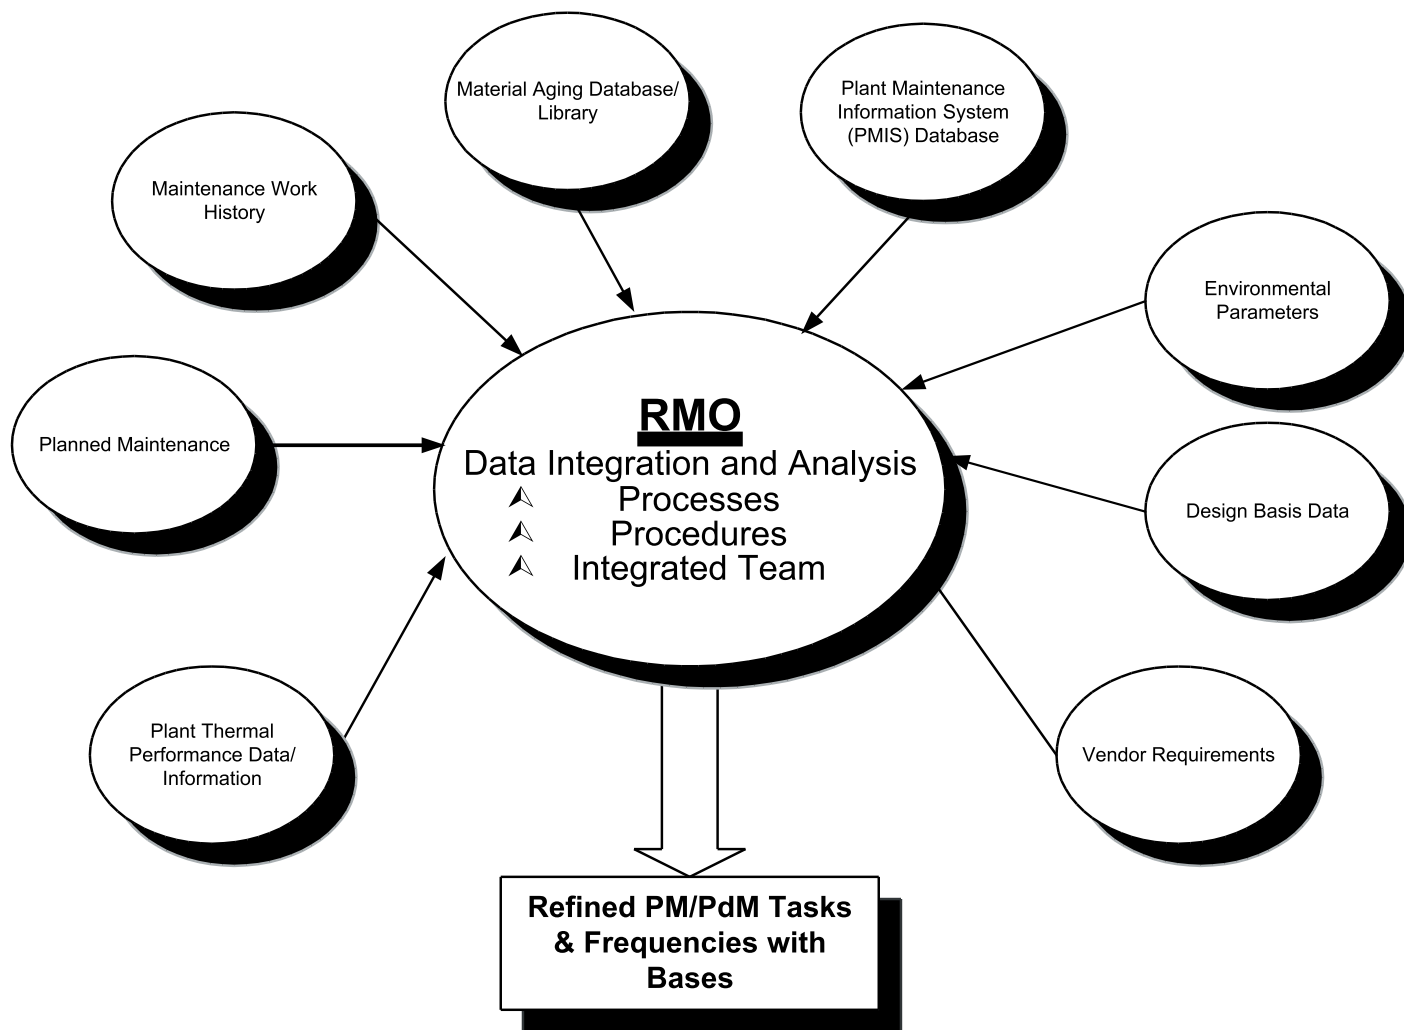 Material Aging Database/
Library
Plant Maintenance
Information System
(PMIS) Database
Maintenance Work
History
Environmental
Parameters
Planned Maintenance
RMO
Data Integration and Analysis
Processes
Procedures
Integrated Team
Design Basis Data
Plant Thermal
Performance Data/
Information
Vendor Requirements
Refined PM/PdM Tasks
& Frequencies with
Bases